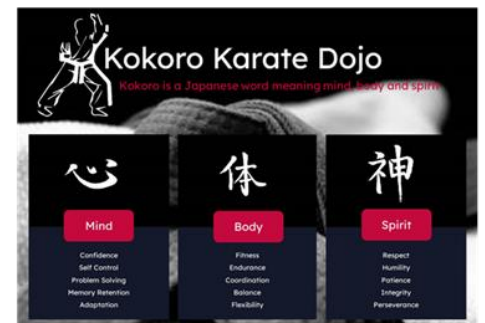 Kokoro Karate Dojo
Kokoro is a Japanese word meaning mind, body and spirit
心
体
神
Mind
Body
Spirit
Confidence
Self Control
Problem Solving
Memory Retention
Adaptation
Fitness
Endurance
Coordination
Balance
Flexibility
Respect
Humility
Patience
Integrity
Perseverance